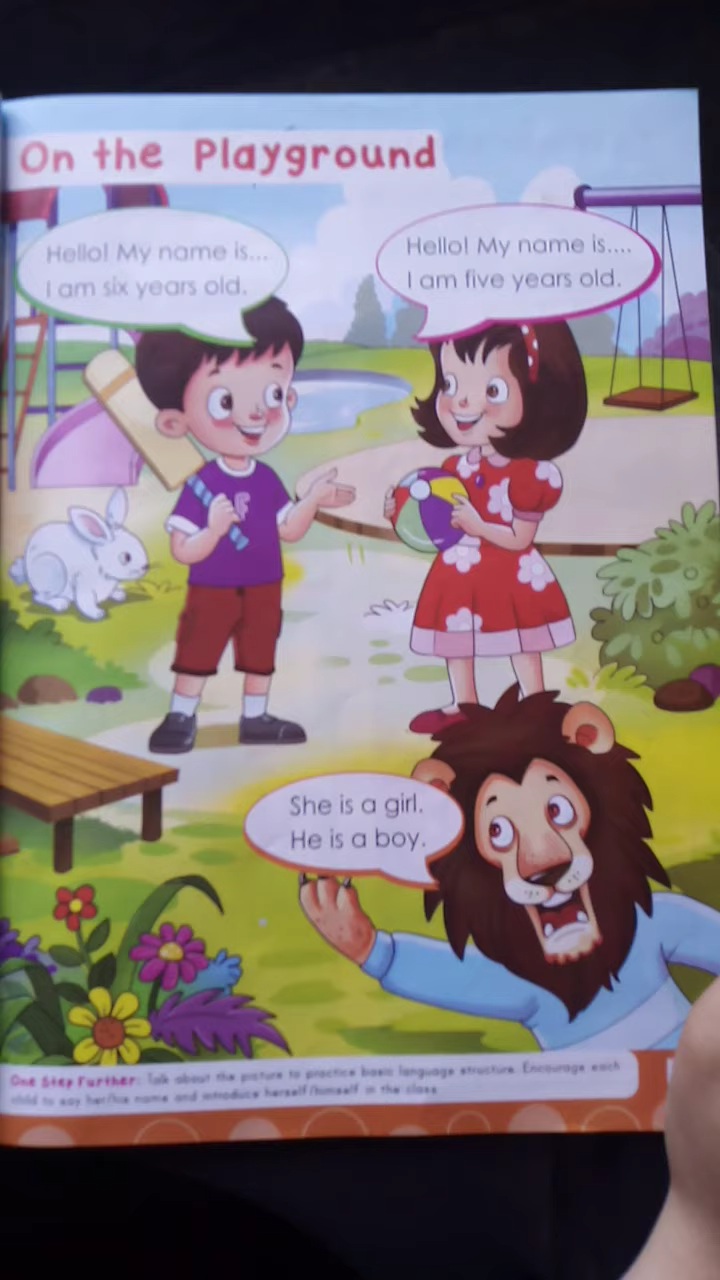 On the Playground
Hello! My name is...
I am six years old.
Hello! My name is....
I am five years old.
F
She is a girl.
He is a boy.
One Step Further: Talk about the picture to practice basic language structure. Encourage each
child to say her/his name and introduce herself/himself in the class